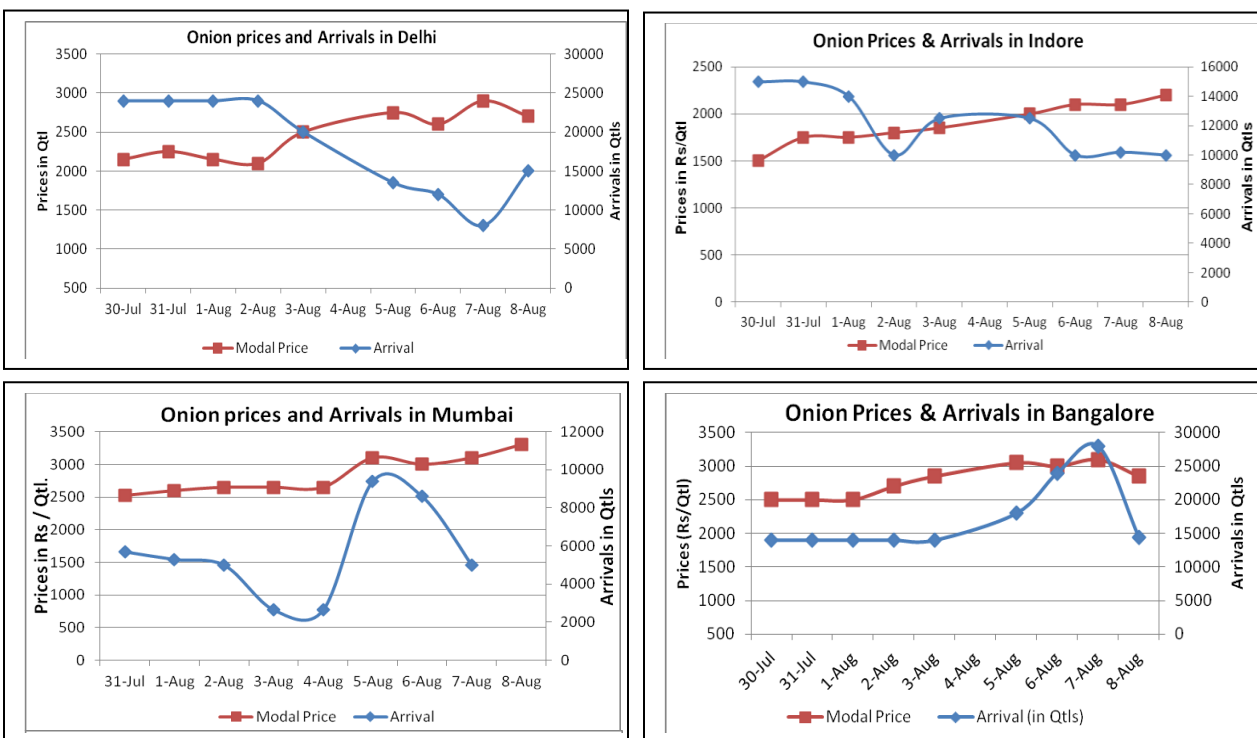 Onion prices and Arrivals in Delhi
Prices in Qtl
3500
3000
2500
2000
1500
1000
500
30000
25000
20000
15000
10000
5000
0
Arrivals in Qtls
30-Jul 31-Jul 1-Aug 2-Aug 3-Aug 4-Aug 5-Aug 6-Aug 7-Aug 8-Aug
Modal Price Arrival
Onion Prices & Arrivals in Indore
Prices in Rs/Qtl
2500
2000
1500
1000
500
0
16000
14000
12000
10000
8000
6000
4000
2000
0
Arrivals in Qtls
30-Jul 31-Jul 1-Aug 2-Aug 3-Aug 4-Aug 5-Aug 6-Aug 7-Aug 8-Aug
Modal Price Arrival
Onion prices and Arrivals in Mumbai
Prices in Rs / Qtl.
3500
3000
2500
2000
1500
1000
500
0
12000
10000
8000
6000
4000
2000
0
Arrivals in Qtls
31-Jul 1-Aug 2-Aug 3-Aug 4-Aug 5-Aug 6-Aug 7-Aug 8-Aug
Modal Price Arrival
Onion Prices & Arrivals in Bangalore
Prices (Rs/Qtl)
3500
3000
2500
2000
1500
1000
500
30000
25000
20000
15000
10000
5000
0
Arrivals in Qtls
30-Jul 31-Jul 1-Aug 2-Aug 3-Aug 4-Aug 5-Aug 6-Aug 7-Aug 8-Aug
Modal Price Arrival (in Qtls)